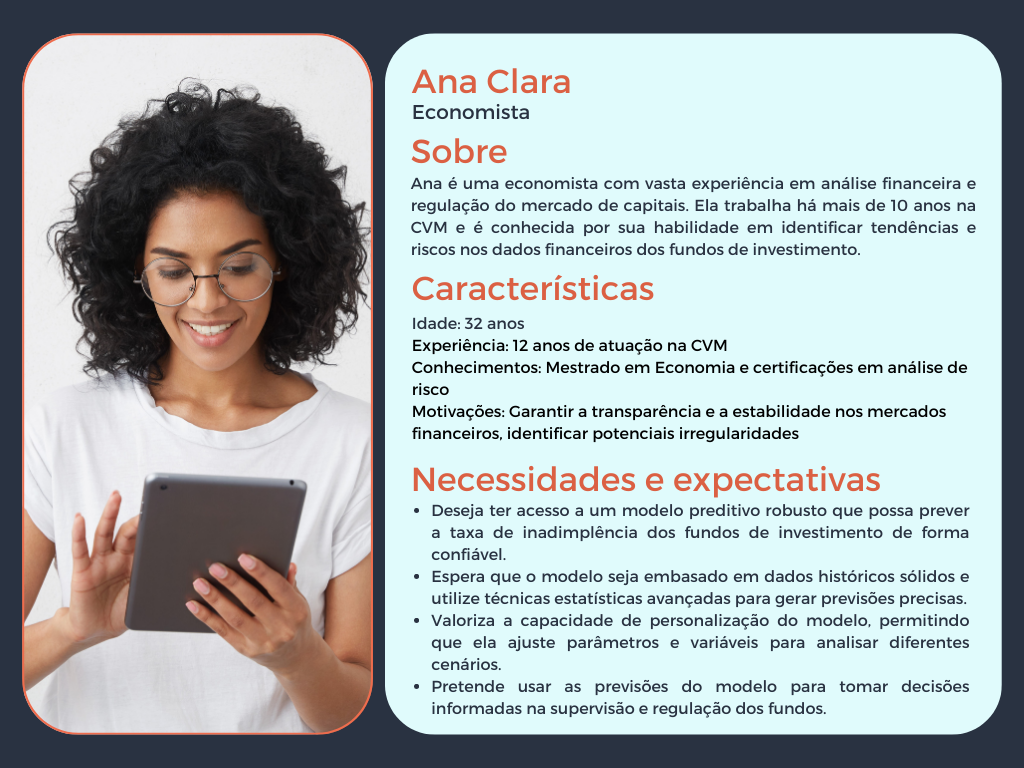 Ana Clara
Economista
Sobre
Ana é uma economista com vasta experiência em análise financeira e
regulação do mercado de capitais. Ela trabalha há mais de 10 anos na
CVM e é conhecida por sua habilidade em identificar tendências e
riscos nos dados financeiros dos fundos de investimento.
Características
Idade: 32 anos
Experiência: 12 anos de atuação na CVM
Conhecimentos: Mestrado em Economia e certificações em análise de
risco
Motivações: Garantir a transparência e a estabilidade nos mercados
financeiros, identificar potenciais irregularidades
Necessidades e expectativas
• Deseja ter acesso a um modelo preditivo robusto que possa prever
a taxa de inadimplência dos fundos de investimento de forma
confiável.
• Espera que o modelo seja embasado em dados históricos sólidos e
utilize técnicas estatísticas avançadas para gerar previsões precisas.
• Valoriza a capacidade de personalização do modelo, permitindo
que ela ajuste parâmetros e variáveis para analisar diferentes
cenários.
• Pretende usar as previsões do modelo para tomar decisões
informadas na supervisão e regulação dos fundos.